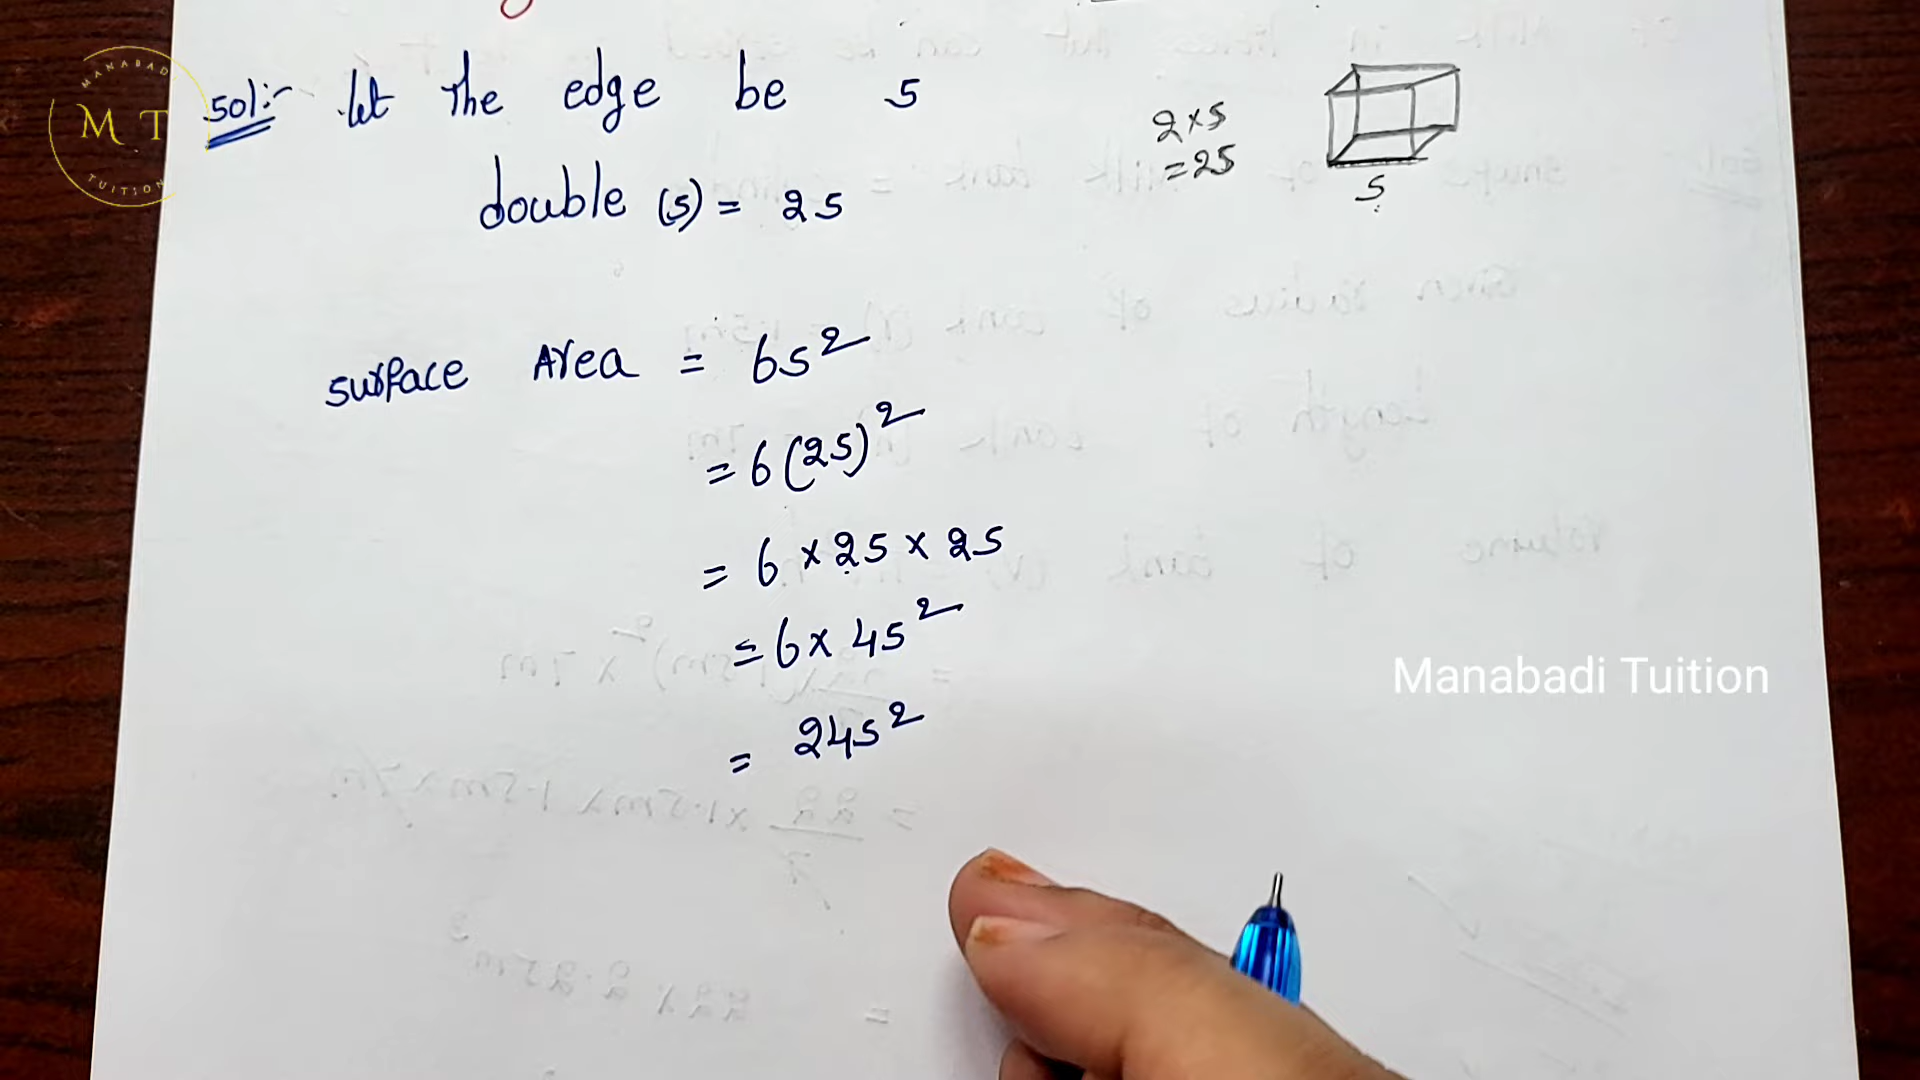 MANABAD
M T
TUITION
Sol:- let the edge be s
double (s) = 2s
2×s
=2s
s
surface Area = 6s²
= 6(2s)²
= 6 × 2s × 2s
= 6 × 4s²
= 24s²
Manabadi Tuition